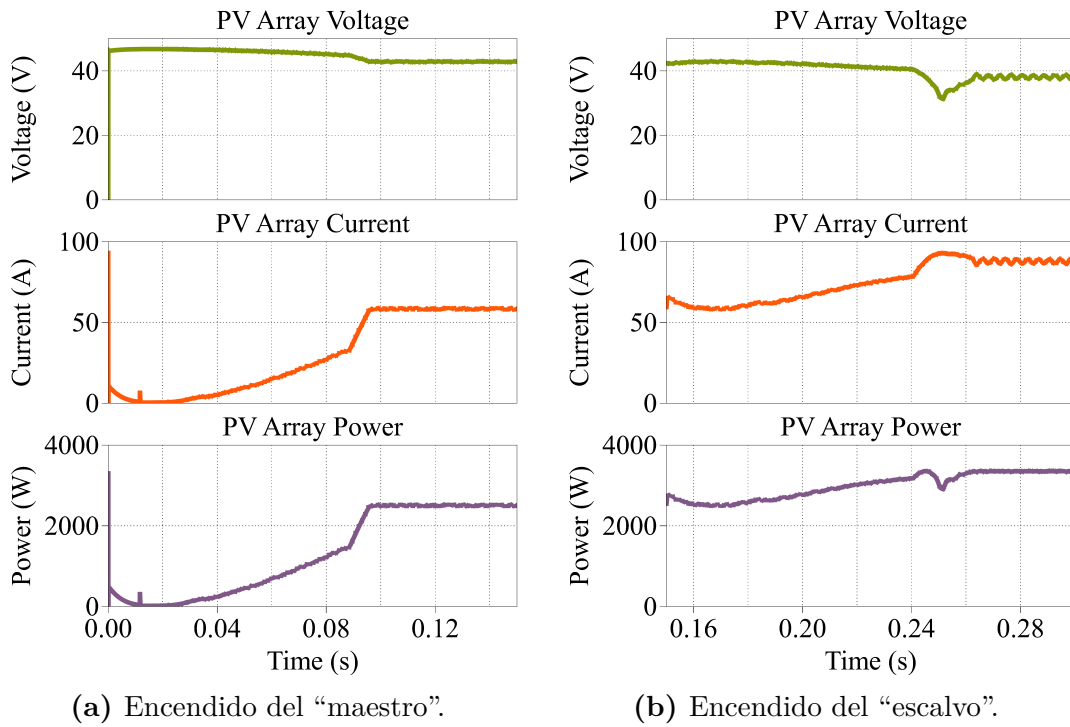 PV Array Voltage
Voltage (V)
40
20
0
PV Array Current
Current (A)
100
50
0
PV Array Power
Power (W)
4000
2000
0
0.00 0.04 0.08 0.12
Time (s)
(a) Encendido del “maestro”.
PV Array Voltage
Voltage (V)
40
20
0
PV Array Current
Current (A)
100
50
0
PV Array Power
Power (W)
4000
2000
0
0.16 0.20 0.24 0.28
Time (s)
(b) Encendido del “escalvo”.